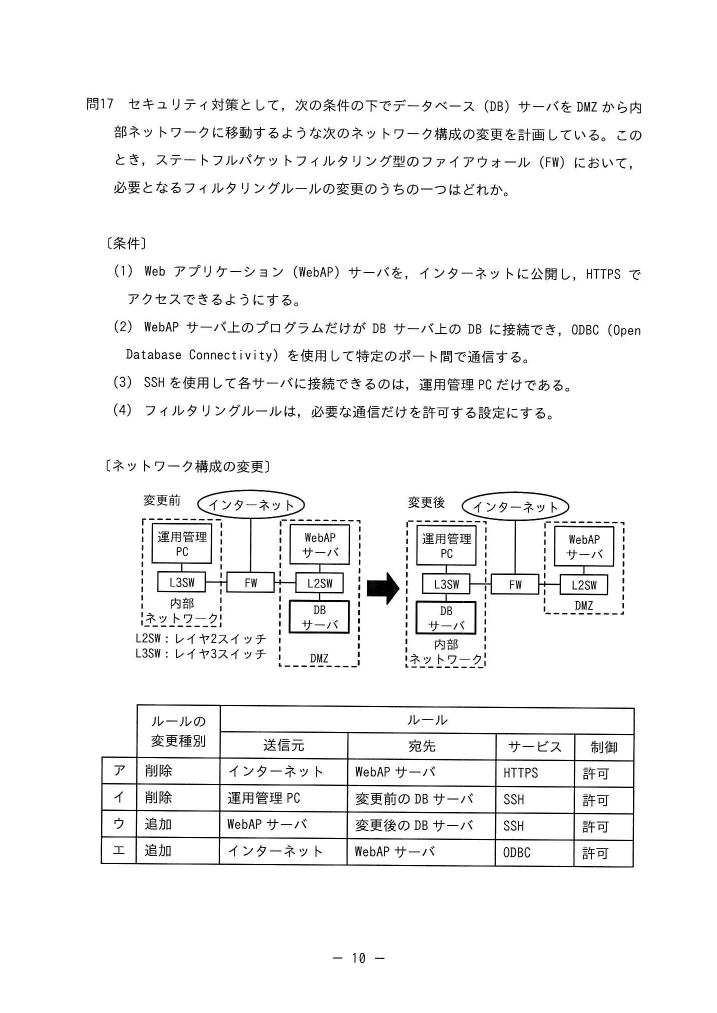 問17 セキュリティ対策として，次の条件の下でデータベース（DB）サーバをDMZから内
部ネットワークに移動するような次のネットワーク構成の変更を計画している。この
とき，ステートフルパケットフィルタリング型のファイアウォール（FW）において，
必要となるフィルタリングルールの変更のうちの一つはどれか。
〔条件〕
(1) Web アプリケーション（WebAP）サーバを，インターネットに公開し，HTTPS で
アクセスできるようにする。
(2) WebAP サーバ上のプログラムだけが DB サーバ上の DB に接続でき，ODBC（Open
Database Connectivity）を使用して特定のポート間で通信する。
(3) SSH を使用して各サーバに接続できるのは，運用管理 PC だけである。
(4) フィルタリングルールは，必要な通信だけを許可する設定にする。
〔ネットワーク構成の変更〕
変更前
インターネット
運用管理
PC
WebAP
サーバ
L3SW
FW
L2SW
内部
ネットワーク
DB
サーバ
DMZ
L2SW：レイヤ2スイッチ
L3SW：レイヤ3スイッチ
変更後
インターネット
運用管理
PC
WebAP
サーバ
L3SW
FW
L2SW
DMZ
DB
サーバ
内部
ネットワーク
ルールの
変更種別
ルール
送信元 宛先 サービス 制御
ア 削除 インターネット WebAP サーバ HTTPS 許可
イ 削除 運用管理 PC 変更前の DB サーバ SSH 許可
ウ 追加 WebAP サーバ 変更後の DB サーバ SSH 許可
エ 追加 インターネット WebAP サーバ ODBC 許可
－ 10 －